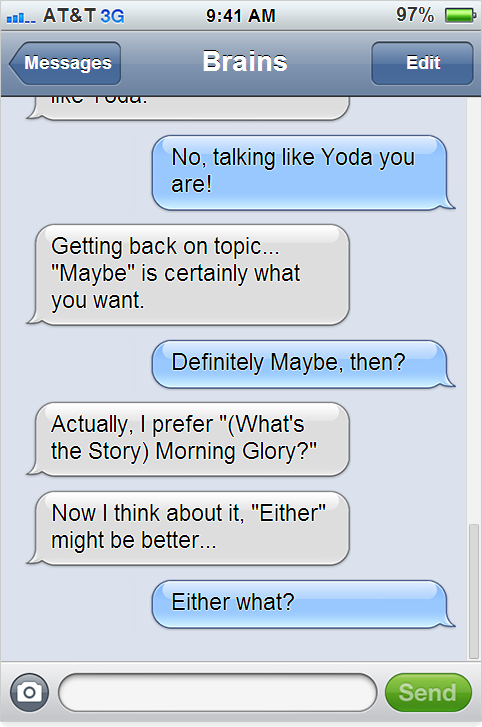 AT&T 3G 9:41 AM 97%
Messages Brains Edit
like Yoda.
No, talking like Yoda you
are!
Getting back on topic...
"Maybe" is certainly what
you want.
Definitely Maybe, then?
Actually, I prefer "(What's
the Story) Morning Glory?"
Now I think about it, "Either"
might be better...
Either what?
Send